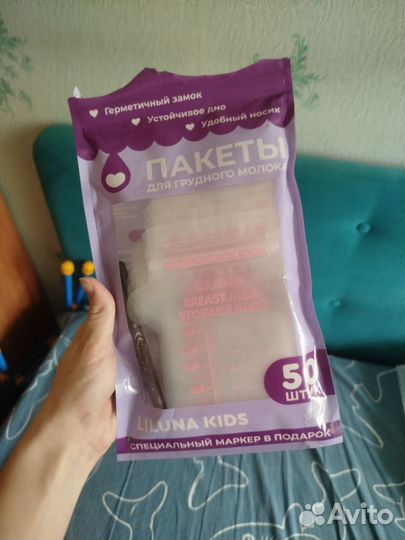 Герметичный замок
Устойчивое дно
Удобный носик
ПАКЕТЫ
ДЛЯ ГРУДНОГО МОЛОКА
BREAST MILK
STORAGE BAGS
50
ШТУК
LILUNA KIDS
СПЕЦИАЛЬНЫЙ МАРКЕР В ПОДАРОК
Avito